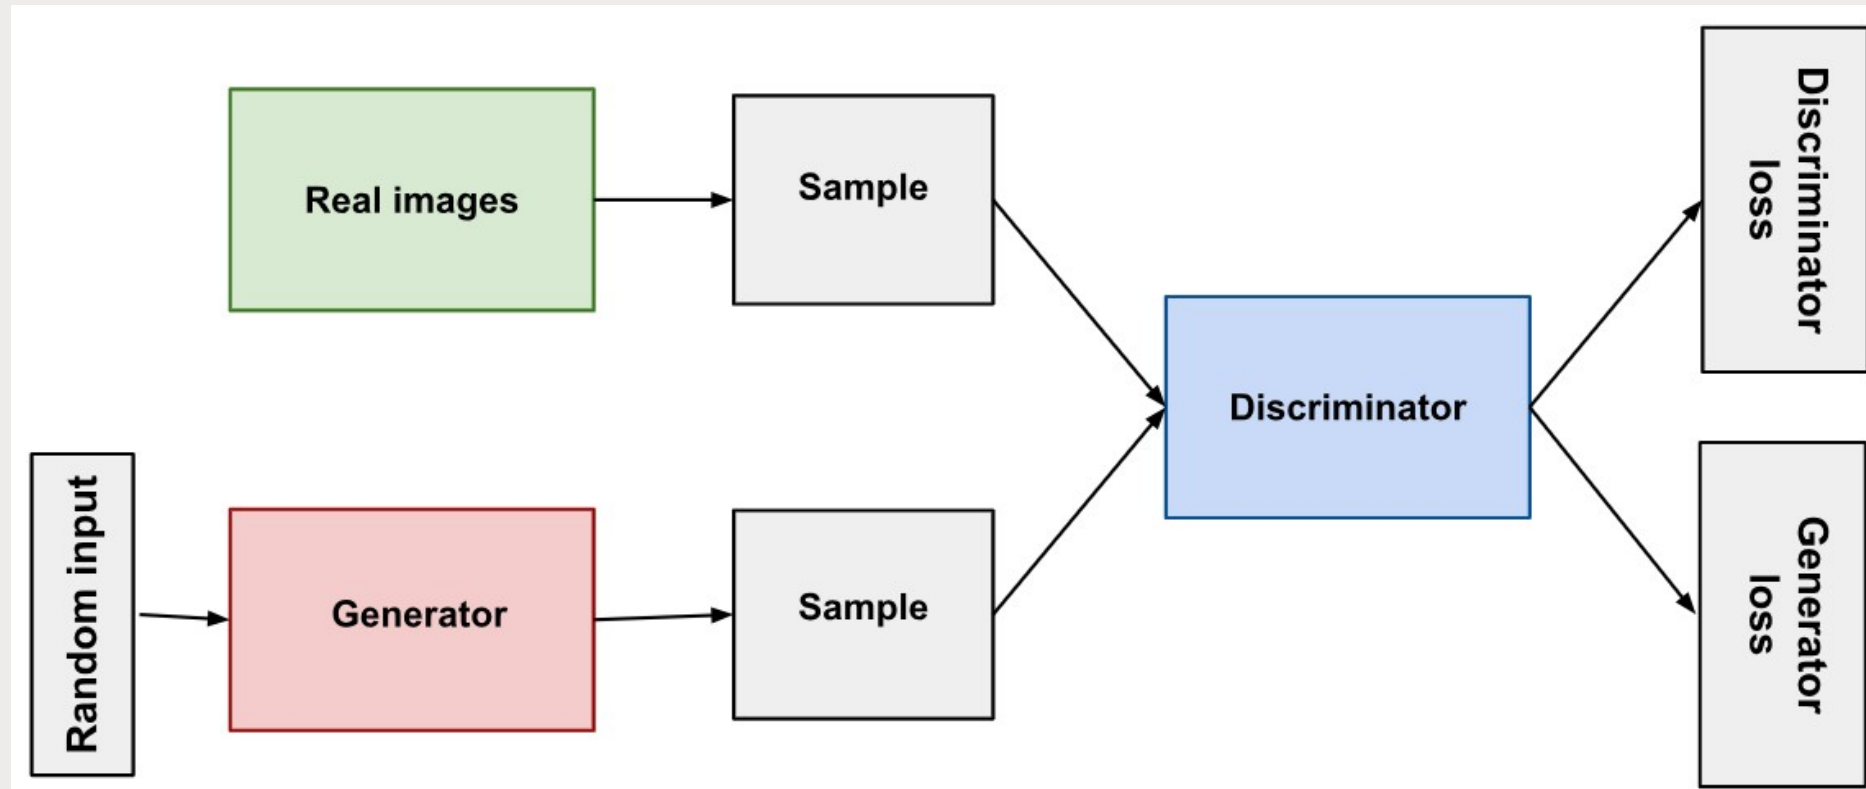 Real images
Sample
Discriminator
loss
Discriminator
Random input
Generator
Sample
Generator
loss